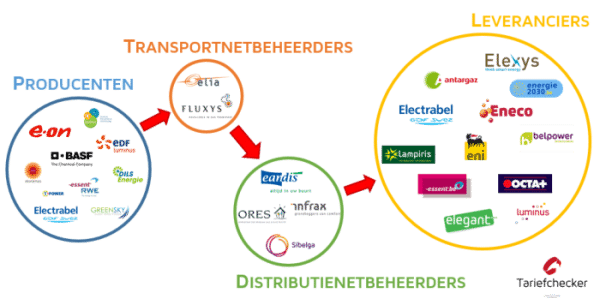 LEVERANCIERS
TRANSPORTNETBEHEERDERS
PRODUCENTEN
elia
FLUXYS
Elexys
antargaz
energie
2030
Electrabel
GDF SUEZ
Eneco
e·on
EDF
Luminus
BASF
The Chemical Company
DILS
Energie
essent
RWE
POWER
Electrabel
GDF SUEZ
GREENSKY
eandis
altijd in uw buurt
ORES
infrax
Sibelga
belpower
lampiris
eni
essent.be
OCTA+
elegant
luminus
DISTRIBUTIENETBEHEERDERS
Tariefchecker